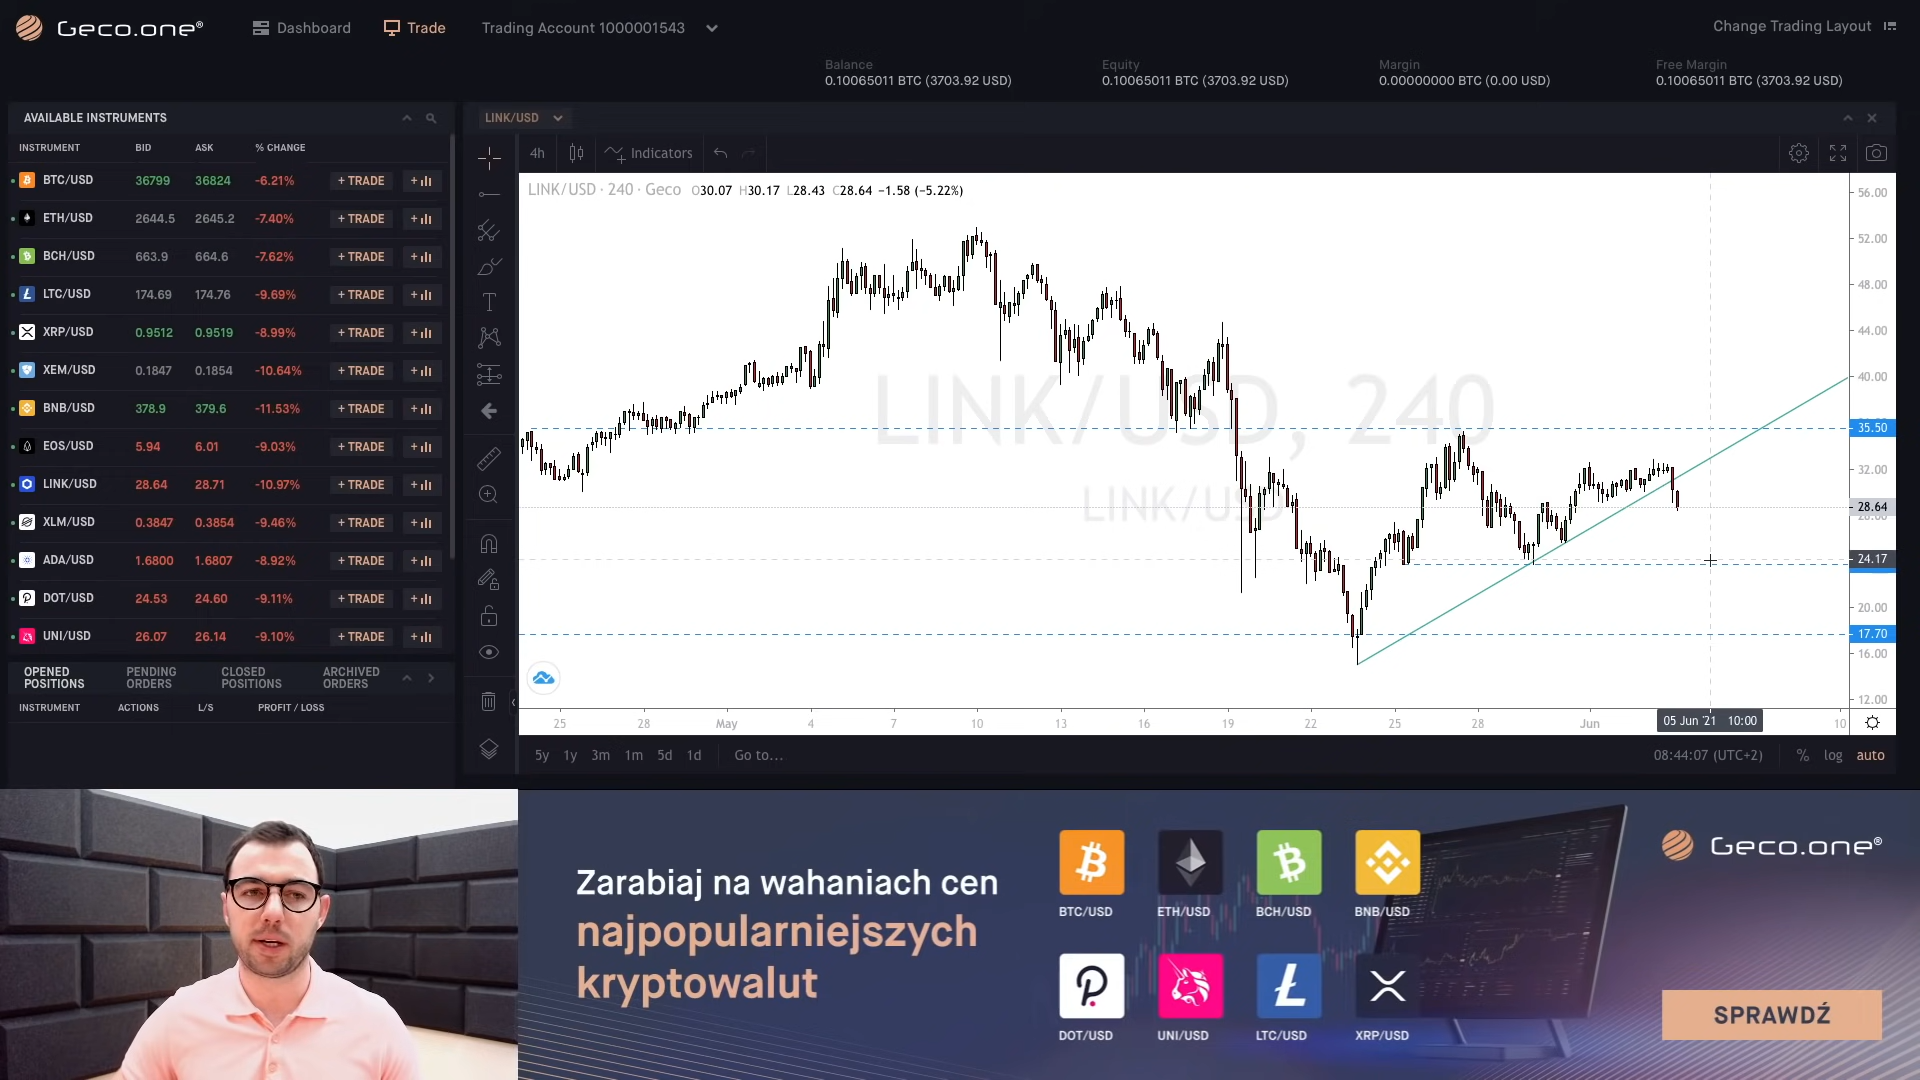 Geco.one®
Dashboard
Trade
Trading Account 1000001543
Change Trading Layout
Balance
0.10065011 BTC (3703.92 USD)
Equity
0.10065011 BTC (3703.92 USD)
Margin
0.00000000 BTC (0.00 USD)
Free Margin
0.10065011 BTC (3703.92 USD)
AVAILABLE INSTRUMENTS
INSTRUMENT BID ASK % CHANGE
BTC/USD 36799 36824 -6.21% + TRADE
ETH/USD 2644.5 2645.2 -7.40% + TRADE
BCH/USD 663.9 664.6 -7.62% + TRADE
LTC/USD 174.69 174.76 -9.69% + TRADE
XRP/USD 0.9512 0.9519 -8.99% + TRADE
XEM/USD 0.1847 0.1854 -10.64% + TRADE
BNB/USD 378.9 379.6 -11.53% + TRADE
EOS/USD 5.94 6.01 -9.03% + TRADE
LINK/USD 28.64 28.71 -10.97% + TRADE
XLM/USD 0.3847 0.3854 -9.46% + TRADE
ADA/USD 1.6800 1.6807 -8.92% + TRADE
DOT/USD 24.53 24.60 -9.11% + TRADE
UNI/USD 26.07 26.14 -9.10% + TRADE
OPENED POSITIONS
PENDING ORDERS
CLOSED POSITIONS
ARCHIVED ORDERS
INSTRUMENT ACTIONS L/S PROFIT / LOSS
LINK/USD
4h
Indicators
LINK/USD · 240 · Geco O30.07 H30.17 L28.43 C28.64 −1.58 (−5.22%)
LINK/USD, 240
LINK/USD
56.00
52.00
48.00
44.00
40.00
35.50
32.00
28.64
24.17
20.00
17.70
16.00
12.00
25 28 May 4 7 10 13 16 19 22 25 28 Jun 05 Jun '21 10:00 10
5y 1y 3m 1m 5d 1d Go to...
08:44:07 (UTC+2) % log auto
Zarabiaj na wahaniach cen
najpopularniejszych
kryptowalut
BTC/USD ETH/USD BCH/USD BNB/USD
DOT/USD UNI/USD LTC/USD XRP/USD
Geco.one®
SPRAWDŹ